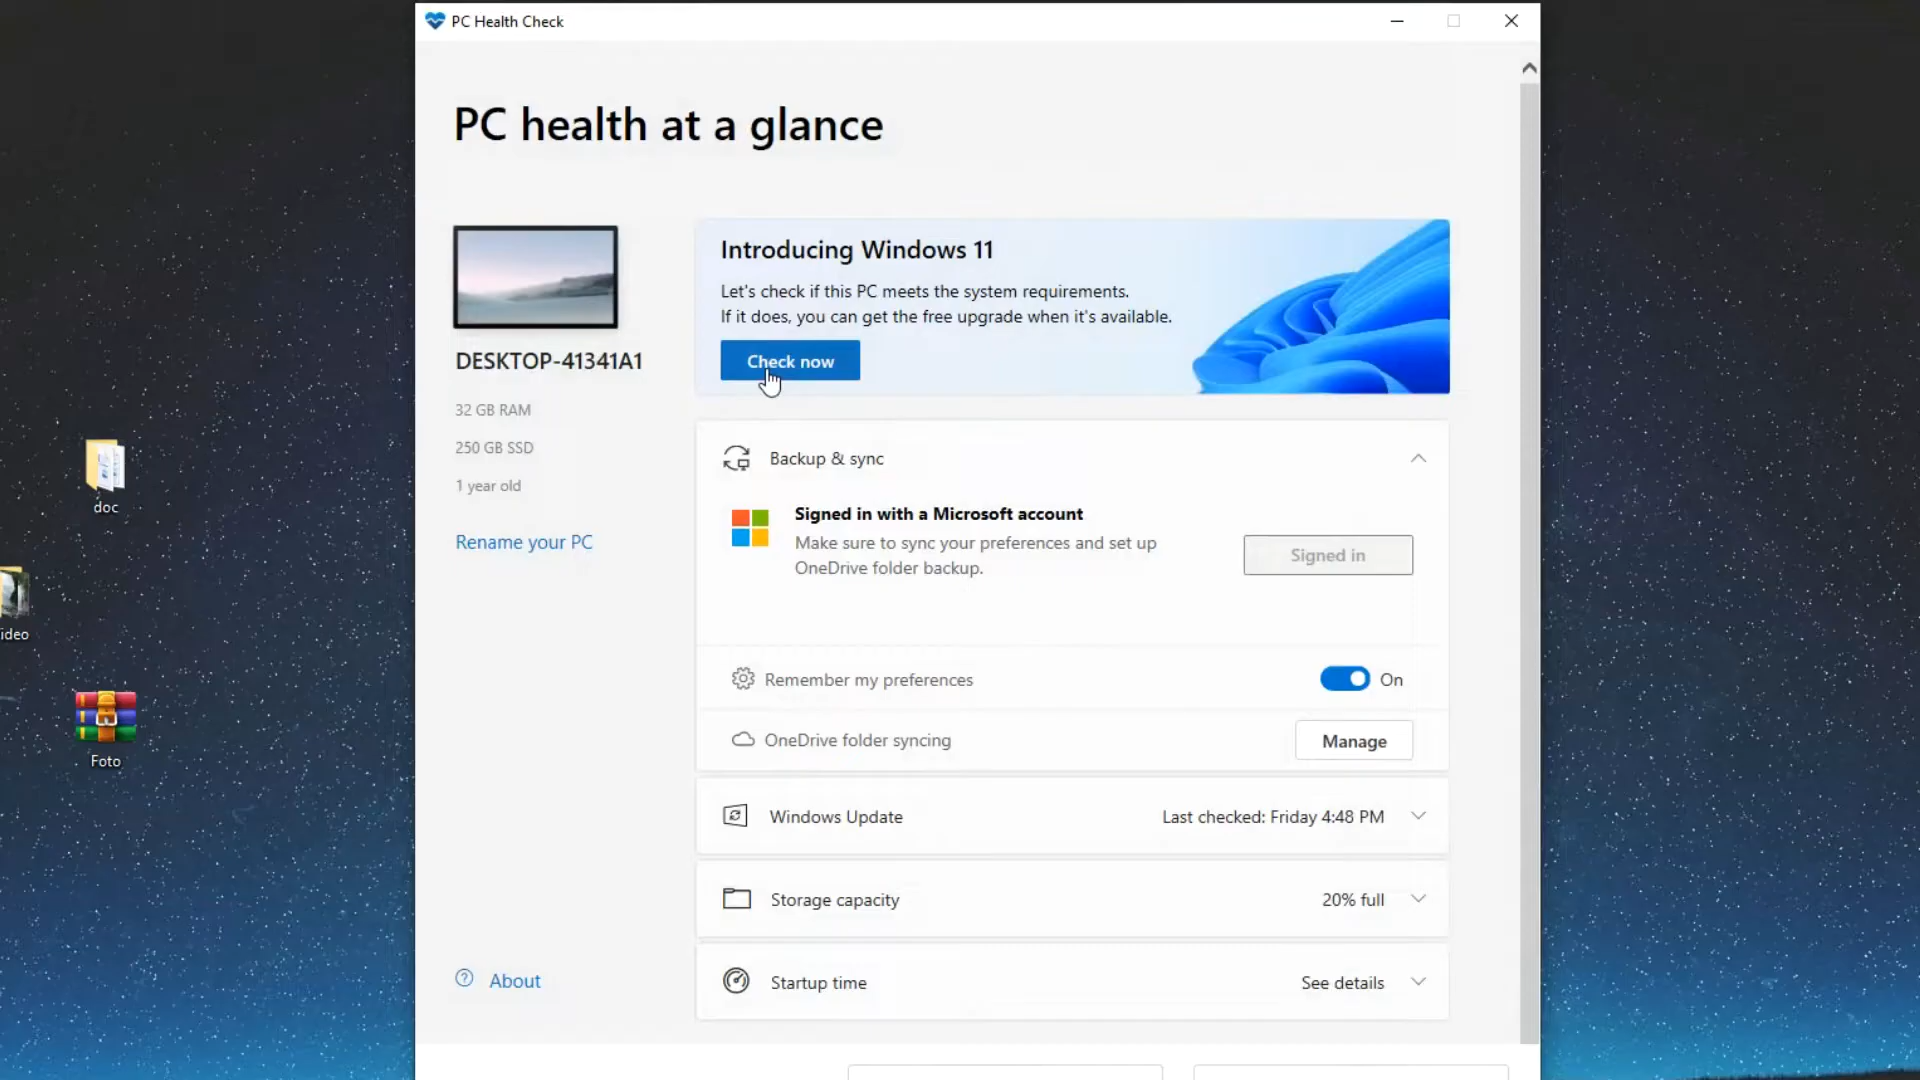 PC Health Check
PC health at a glance
DESKTOP-41341A1
32 GB RAM
250 GB SSD
1 year old
Rename your PC
About
Introducing Windows 11
Let's check if this PC meets the system requirements.
If it does, you can get the free upgrade when it's available.
Check now
Backup & sync
Signed in with a Microsoft account
Make sure to sync your preferences and set up
OneDrive folder backup.
Signed in
Remember my preferences
On
OneDrive folder syncing
Manage
Windows Update
Last checked: Friday 4:48 PM
Storage capacity
20% full
Startup time
See details
doc
ideo
Foto